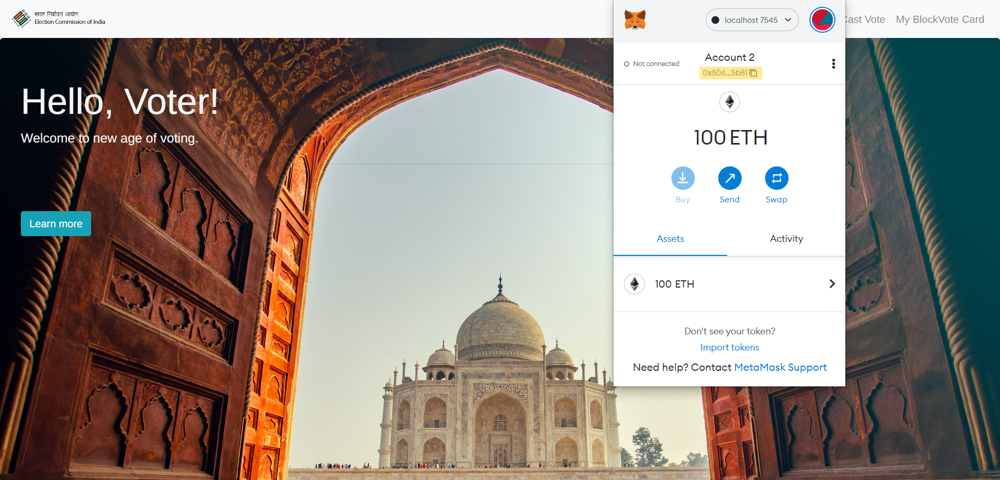 भारत निर्वाचन आयोग
Election Commission of India
Cast Vote
My BlockVote Card
Hello, Voter!
Welcome to new age of voting.
Learn more
localhost 7545
Not connected
Account 2
0x506...5b81
100 ETH
Buy
Send
Swap
Assets
Activity
100 ETH
Don't see your token?
Import tokens
Need help? Contact MetaMask Support